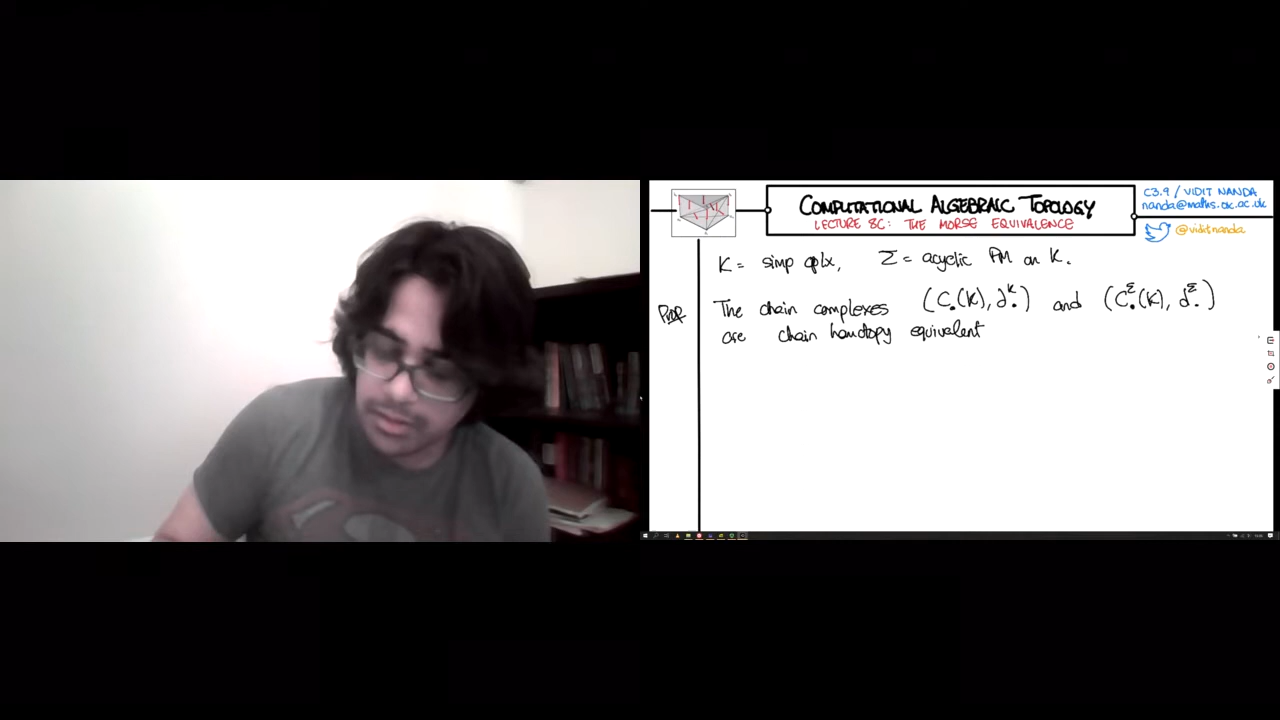 COMPUTATIONAL ALGEBRAIC TOPOLOGY
LECTURE 8C: THE MORSE EQUIVALENCE
C3.9 / VIDIT NANDA
nanda@maths.ox.ac.uk
@viditnanda
K = simp cplx, Σ = acyclic PM on K.
Prop The chain complexes (C•(K), ∂•ᴷ) and (C•^Σ(K), d•^Σ)
are chain homotopy equivalent